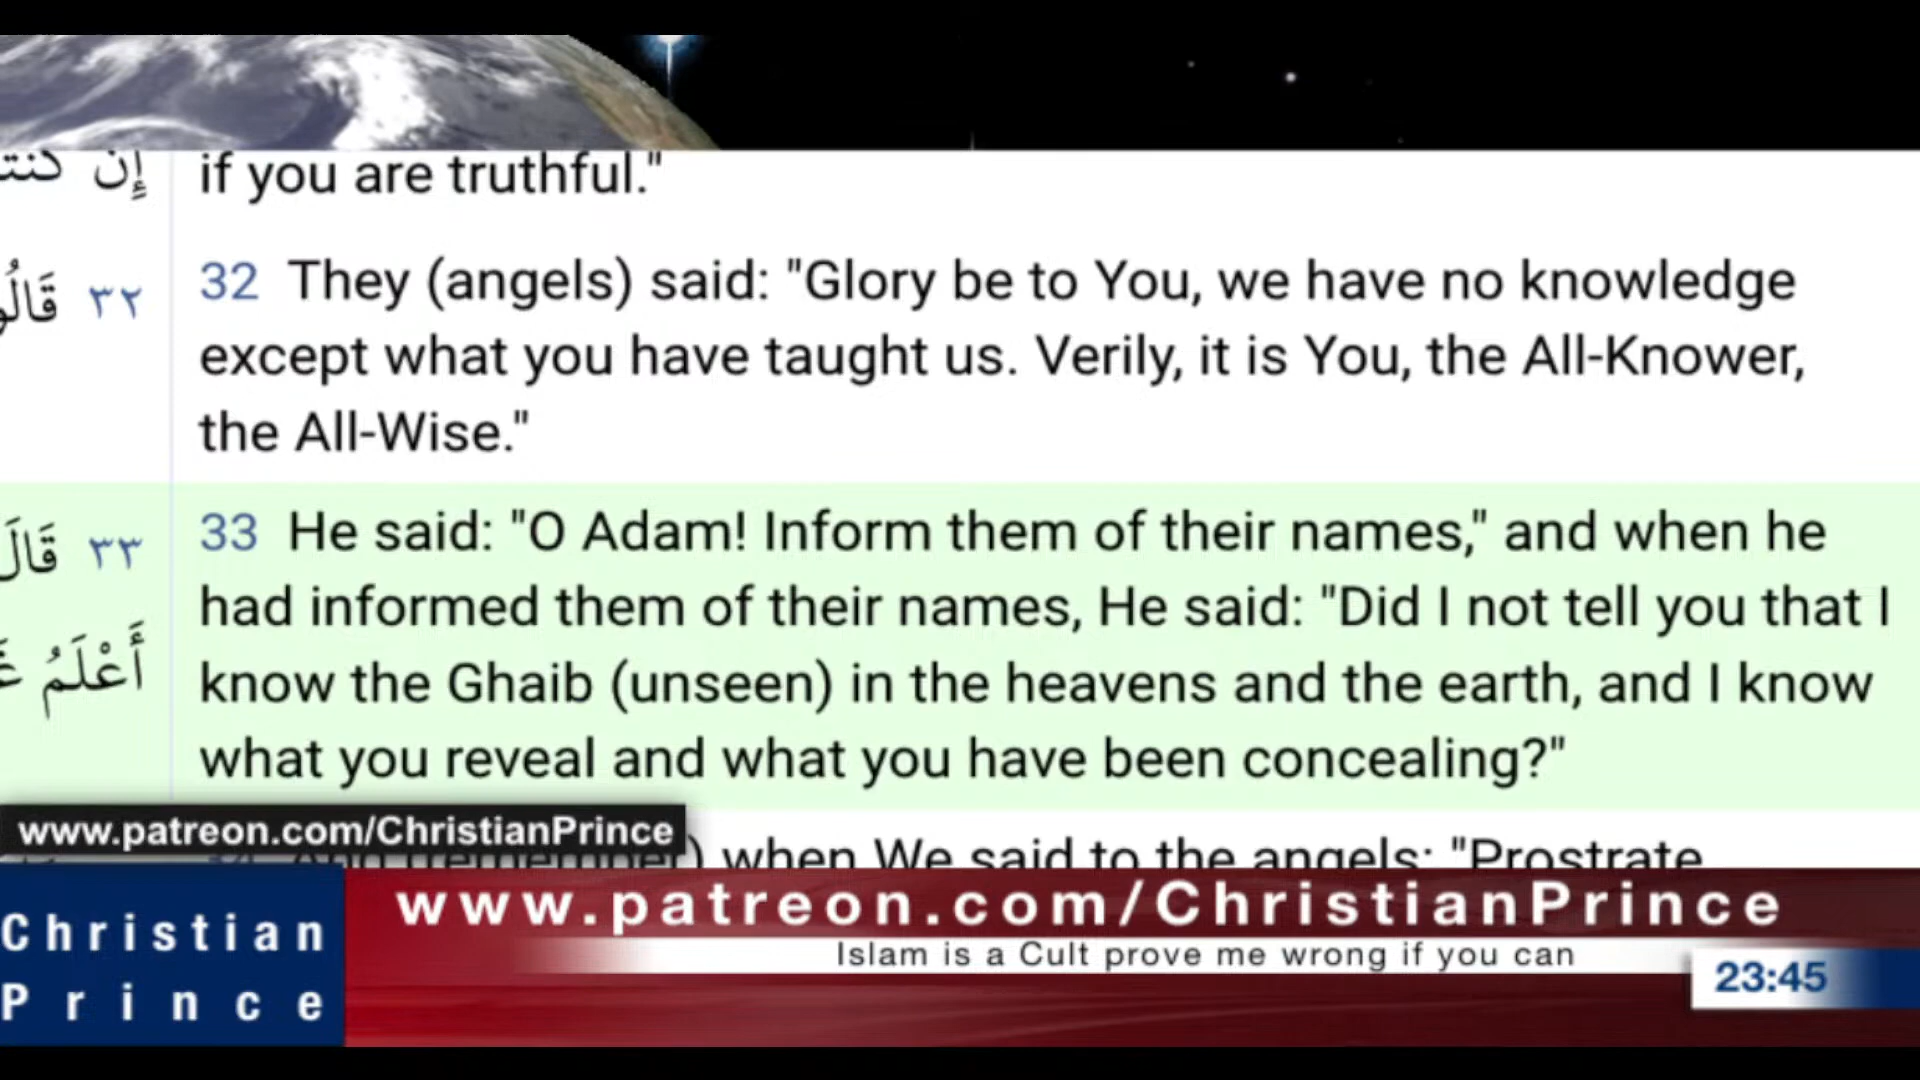 إِن
if you are truthful."
٣٢
32 They (angels) said: "Glory be to You, we have no knowledge
except what you have taught us. Verily, it is You, the All-Knower,
the All-Wise."
٣٣ قَالَ
33 He said: "O Adam! Inform them of their names," and when he
had informed them of their names, He said: "Did I not tell you that I
أَعْلَمُ
know the Ghaib (unseen) in the heavens and the earth, and I know
what you reveal and what you have been concealing?"
www.patreon.com/ChristianPrince
when We said to the angels: "Prostrate
Christian
Prince
www.patreon.com/ChristianPrince
Islam is a Cult prove me wrong if you can
23:45